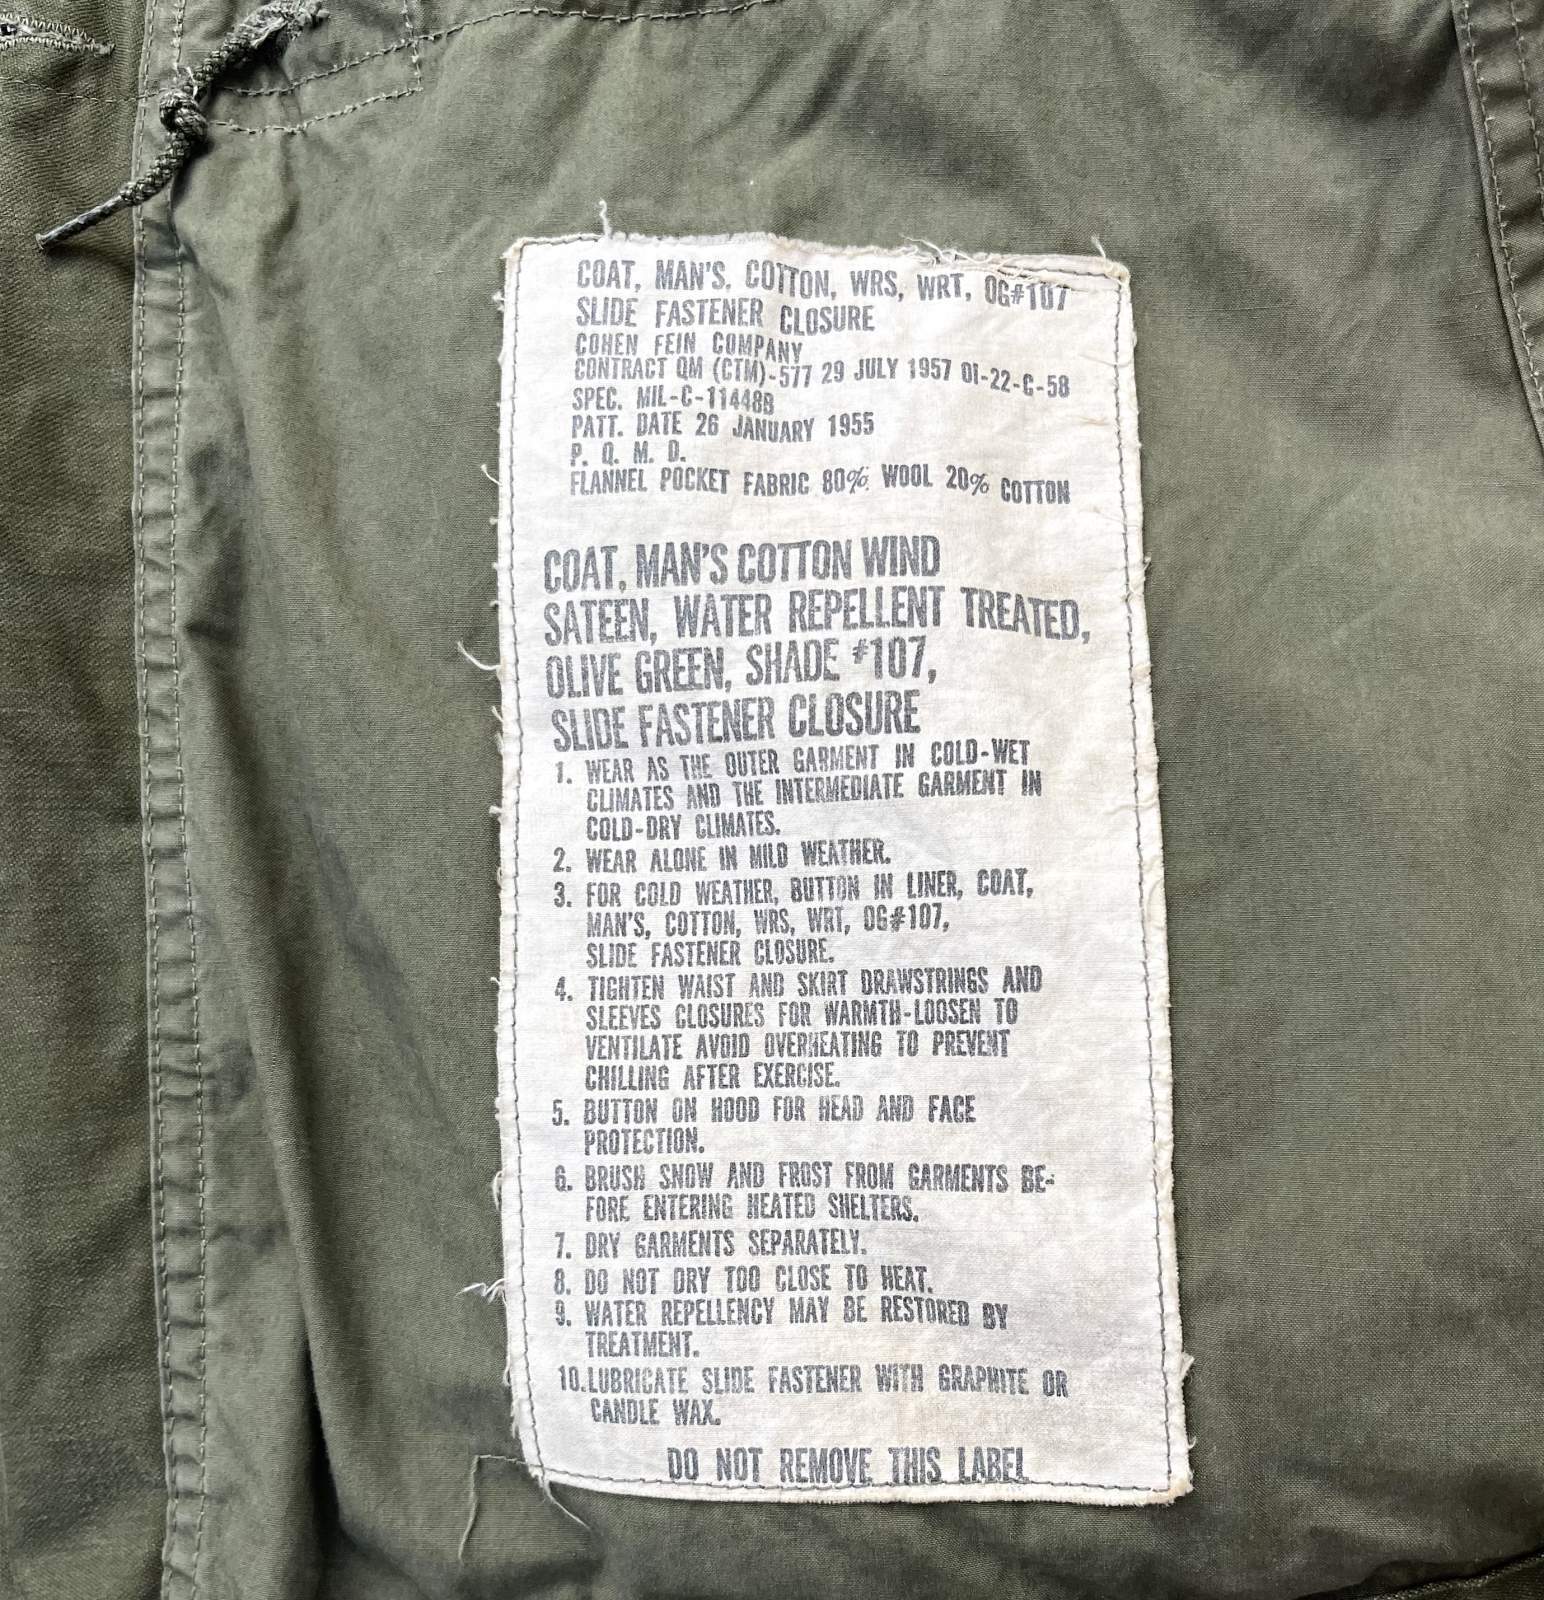 COAT, MAN'S, COTTON, WRS, WRT, OG#107
SLIDE FASTENER CLOSURE
COHEN FEIN COMPANY
CONTRACT QM (CTM)-577 29 JULY 1957 OI-22-C-58
SPEC. MIL-C-11448B
PATT. DATE 26 JANUARY 1955
P. Q. M. D.
FLANNEL POCKET FABRIC 80% WOOL 20% COTTON
COAT, MAN'S COTTON WIND
SATEEN, WATER REPELLENT TREATED,
OLIVE GREEN, SHADE #107,
SLIDE FASTENER CLOSURE
1. WEAR AS THE OUTER GARMENT IN COLD-WET
CLIMATES AND THE INTERMEDIATE GARMENT IN
COLD-DRY CLIMATES.
2. WEAR ALONE IN MILD WEATHER.
3. FOR COLD WEATHER, BUTTON IN LINER, COAT,
MAN'S, COTTON, WRS, WRT, OG#107,
SLIDE FASTENER CLOSURE.
4. TIGHTEN WAIST AND SKIRT DRAWSTRINGS AND
SLEEVES CLOSURES FOR WARMTH-LOOSEN TO
VENTILATE AVOID OVERHEATING TO PREVENT
CHILLING AFTER EXERCISE.
5. BUTTON ON HOOD FOR HEAD AND FACE
PROTECTION.
6. BRUSH SNOW AND FROST FROM GARMENTS BE-
FORE ENTERING HEATED SHELTERS.
7. DRY GARMENTS SEPARATELY.
8. DO NOT DRY TOO CLOSE TO HEAT.
9. WATER REPELLENCY MAY BE RESTORED BY
TREATMENT.
10. LUBRICATE SLIDE FASTENER WITH GRAPHITE OR
CANDLE WAX.
DO NOT REMOVE THIS LABEL